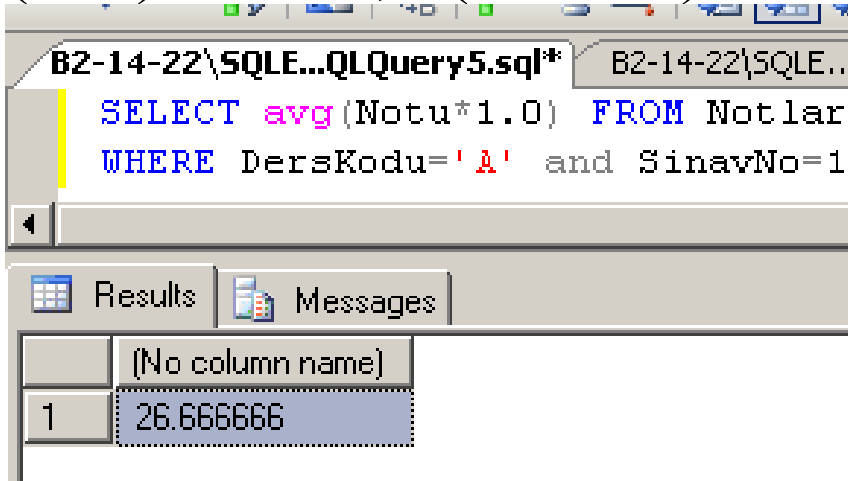 B2-14-22\SQLE...QLQuery5.sql* B2-14-22\SQLE..
SELECT avg(Notu*1.0) FROM Notlar
WHERE DersKodu='A' and SinavNo=1
Results Messages
(No column name)
1 26.666666